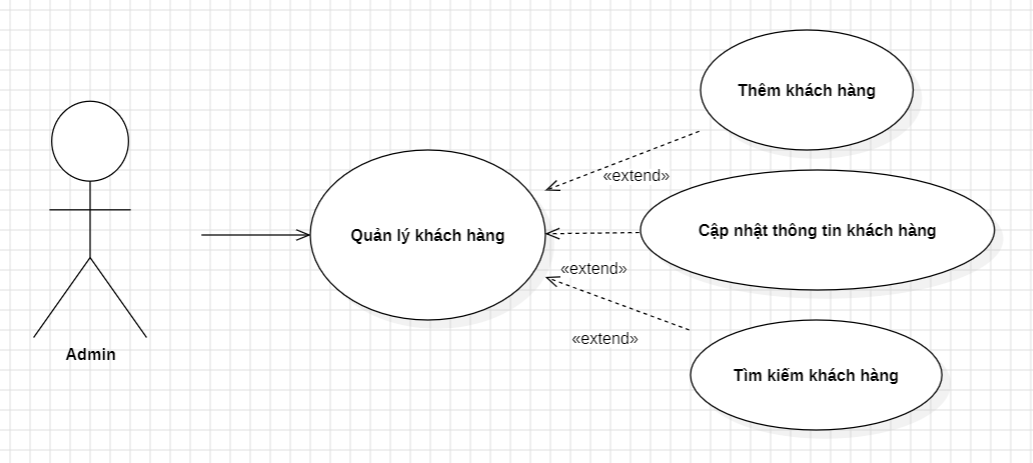 Thêm khách hàng
«extend»
Quản lý khách hàng
Cập nhật thông tin khách hàng
«extend»
«extend»
Admin
Tìm kiếm khách hàng